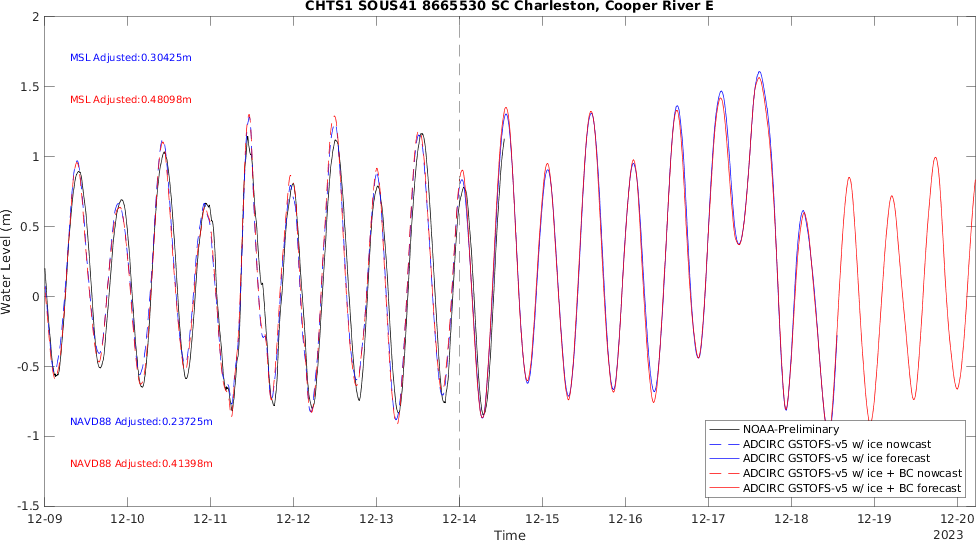 CHTS1 SOUS41 8665530 SC Charleston, Cooper River E
2
1.5
1
0.5
0
-0.5
-1
-1.5
Water Level (m)
MSL Adjusted:0.30425m
MSL Adjusted:0.48098m
NAVD88 Adjusted:0.23725m
NAVD88 Adjusted:0.41398m
NOAA-Preliminary
ADCIRC GSTOFS-v5 w/ ice nowcast
ADCIRC GSTOFS-v5 w/ ice forecast
ADCIRC GSTOFS-v5 w/ ice + BC nowcast
ADCIRC GSTOFS-v5 w/ ice + BC forecast
12-09 12-10 12-11 12-12 12-13 12-14 12-15 12-16 12-17 12-18 12-19 12-20
Time
2023